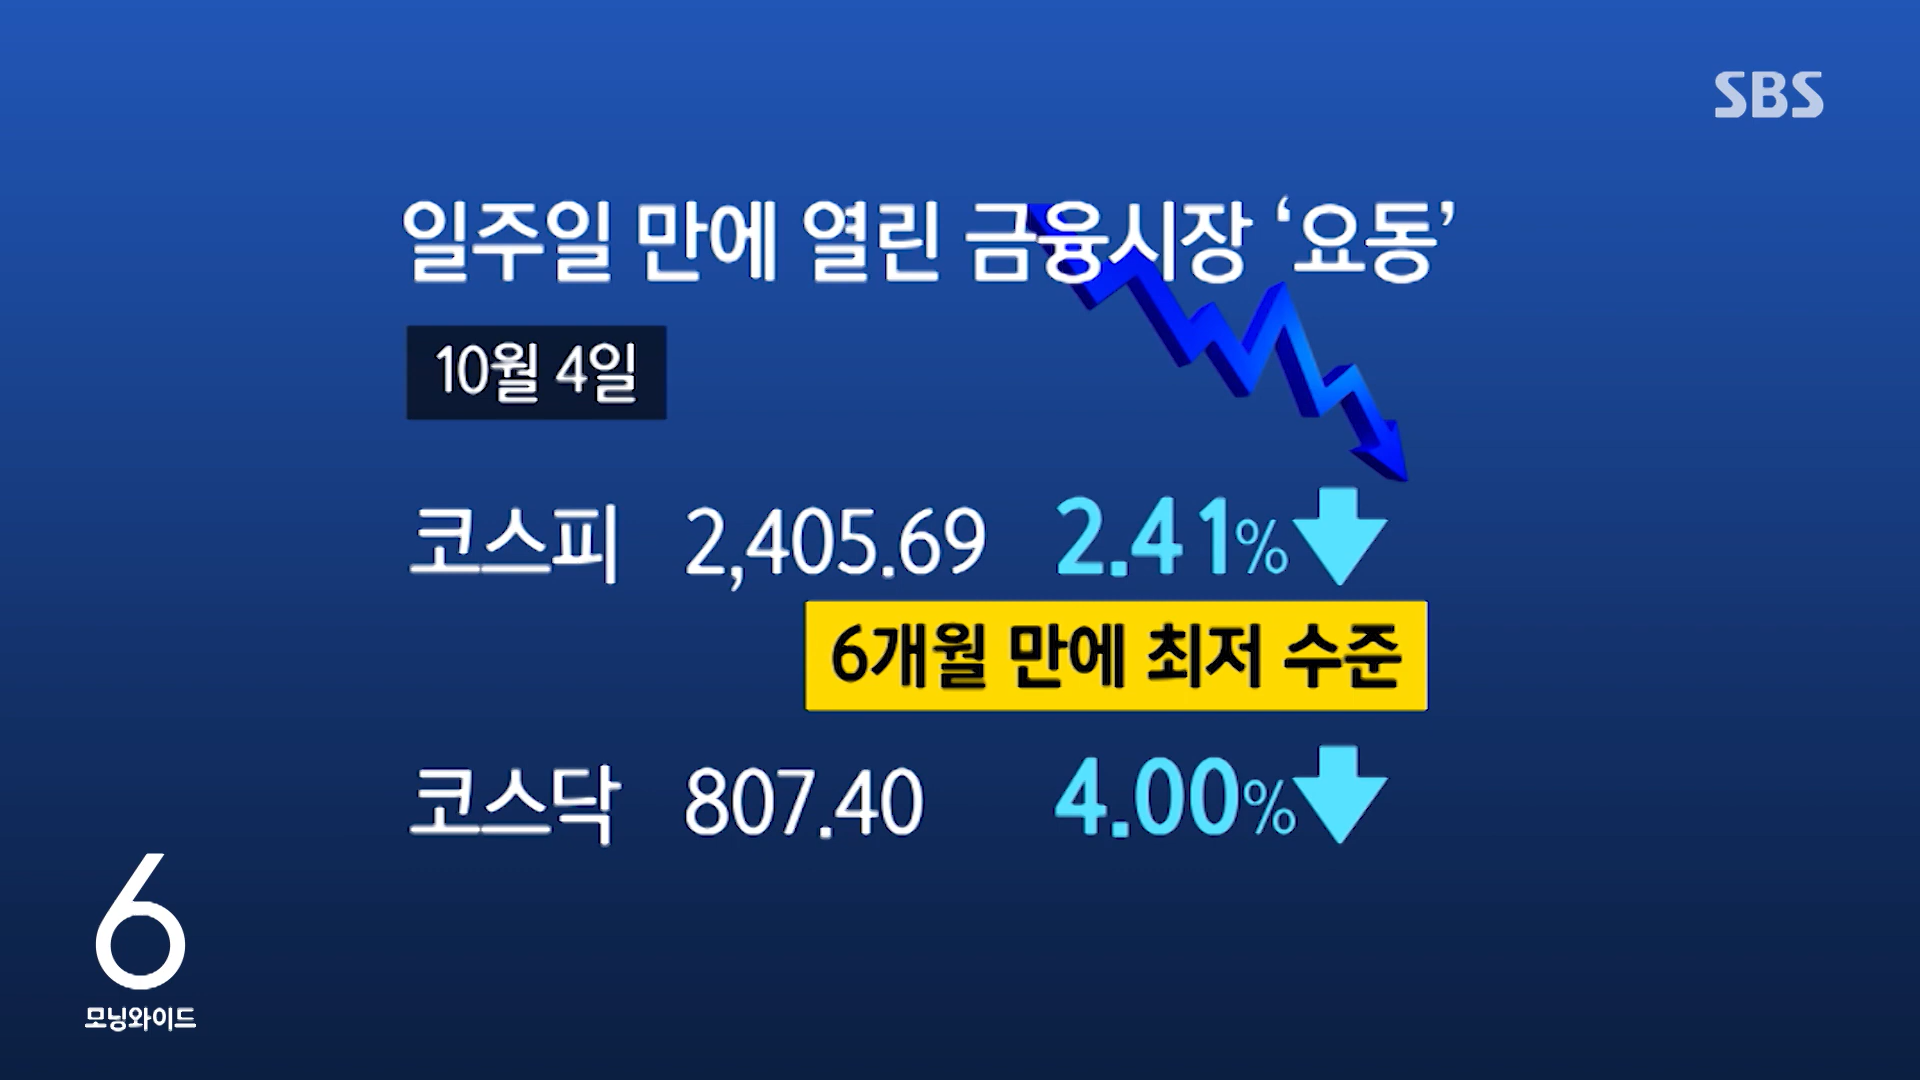 SBS
일주일 만에 열린 금융시장 ‘요동’
10월 4일
코스피 2,405.69 2.41%
6개월 만에 최저 수준
코스닥 807.40 4.00%
6
모닝와이드